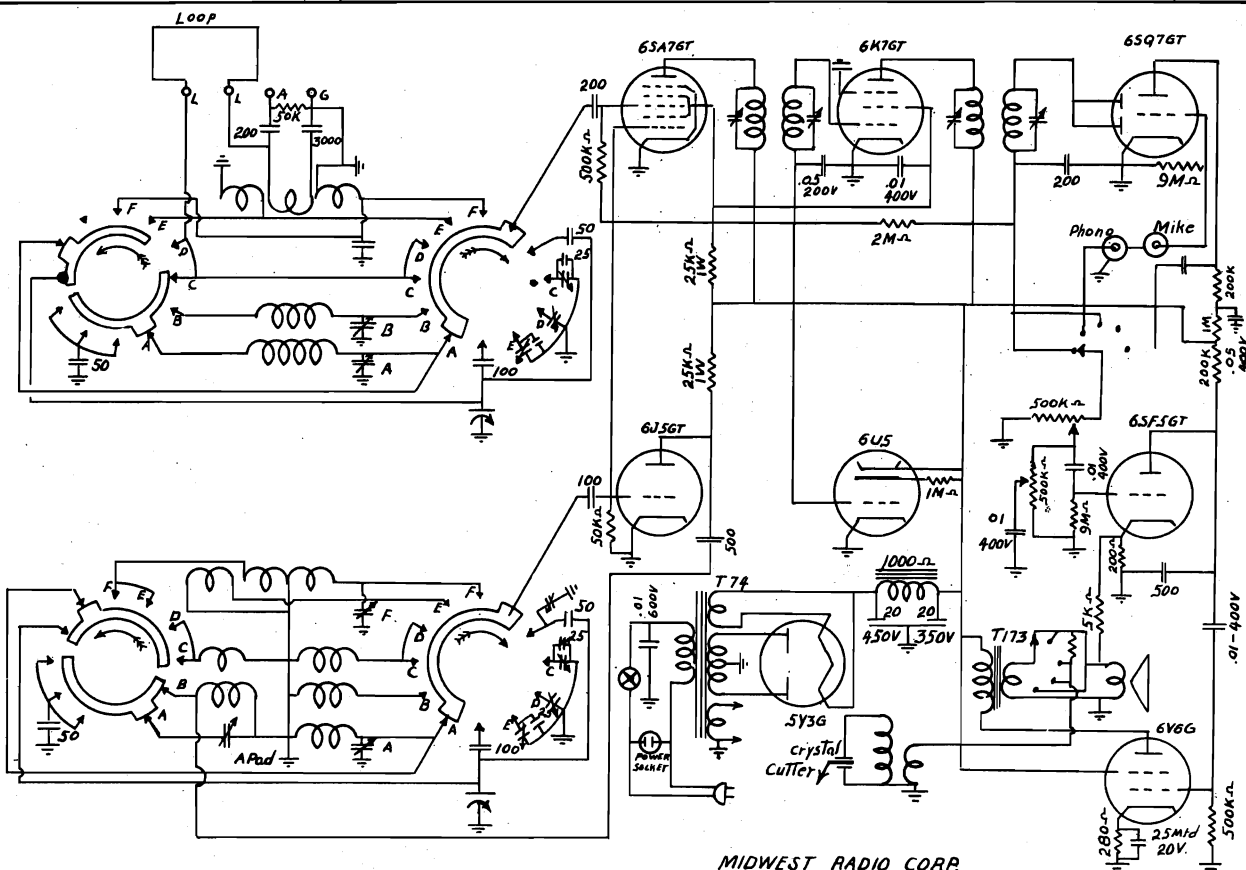 LOOP
L
L
A
G
50K
200
3000
F
E
D
C
B
A
50
B
A
F
E
D
C
B
A
50
25
C
D
E
100
200
500KΩ
6SA7GT
6K7GT
6SQ7GT
.05
200V
.01
400V
200
9MΩ
2MΩ
25KΩ
1W
25KΩ
1W
Phono
Mike
200K
1M
200K
.05
400V
500KΩ
6J5GT
6U5
6SF5GT
100
50KΩ
500
1MΩ
.01
400V
500KΩ
.01
400V
9MΩ
200Ω
500
5KΩ
.01-400V
F
E
D
C
B
A
50
A Pad
F
A
F
E
D
C
B
A
50
25
C
D
E
100
.01
600V
T74
1000Ω
20
20
450V
350V
5Y3G
T173
POWER
SOCKET
crystal
Cutter
6V6G
280Ω
25Mfd
20V.
500KΩ
MIDWEST RADIO CORP.